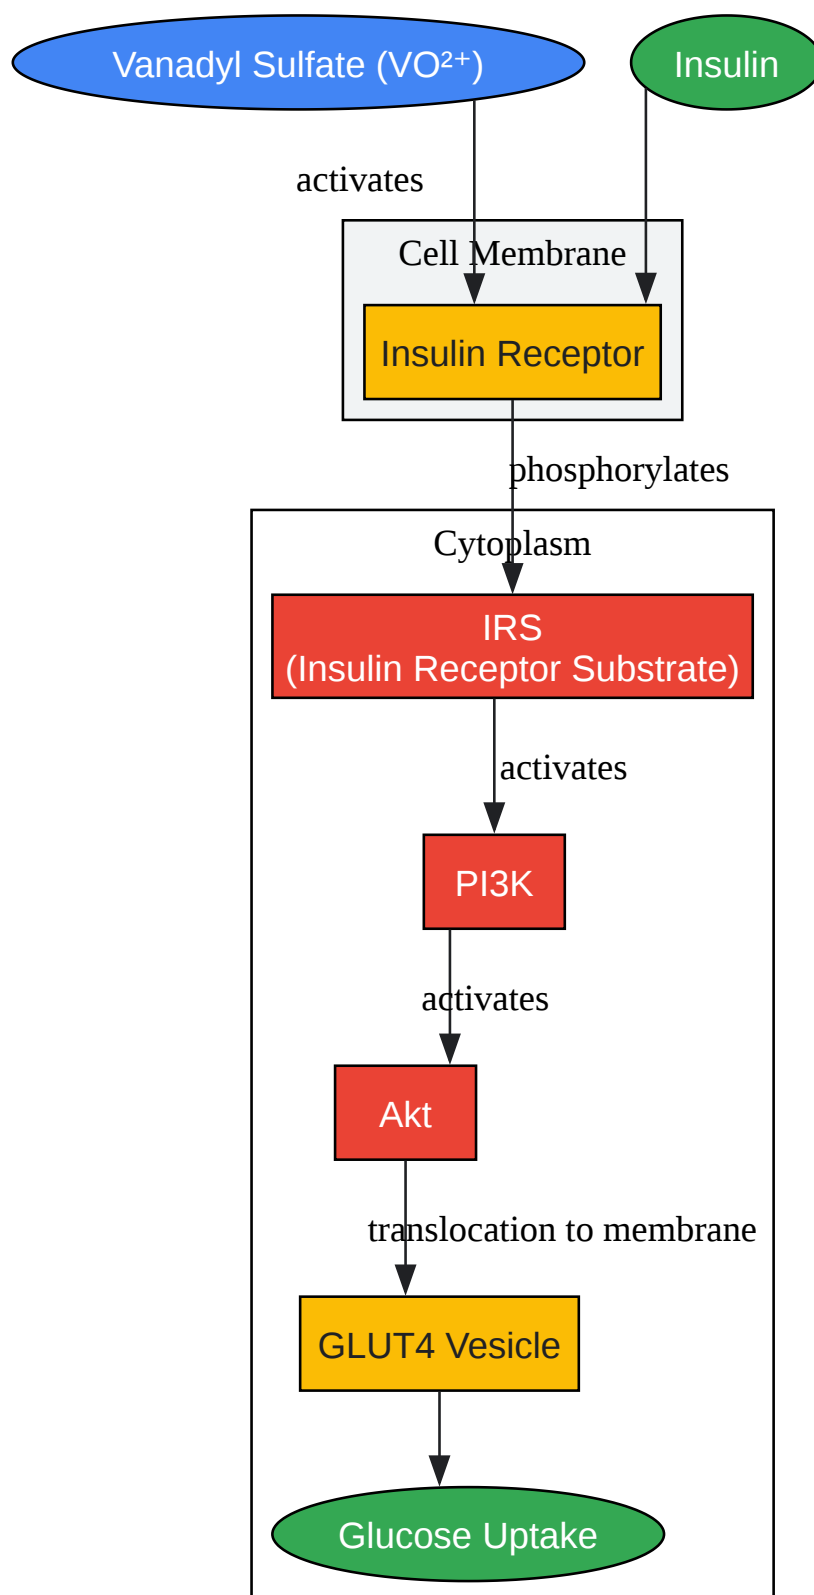 Vanadyl Sulfate (VO²⁺)
Insulin
activates
Cell Membrane
Insulin Receptor
phosphorylates
Cytoplasm
IRS
(Insulin Receptor Substrate)
activates
PI3K
activates
Akt
translocation to membrane
GLUT4 Vesicle
Glucose Uptake